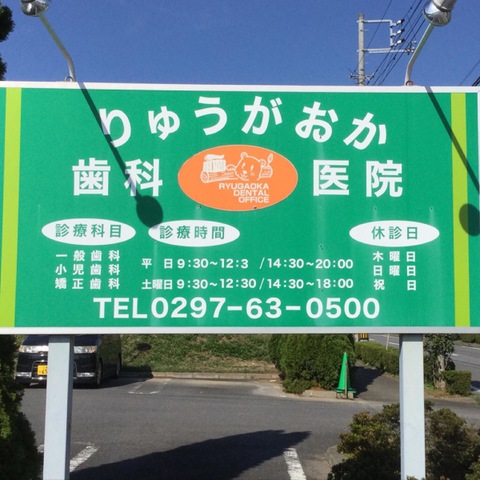 りゅうがおか
歯科 医院
RYUGAOKA
DENTAL
OFFICE
診療科目 診療時間 休診日
一般歯科 平日 9:30〜12:3 /14:30〜20:00 木曜日
小児歯科 日曜日
矯正歯科 土曜日 9:30〜12:30/14:30〜18:00 祝日
TEL0297-63-0500